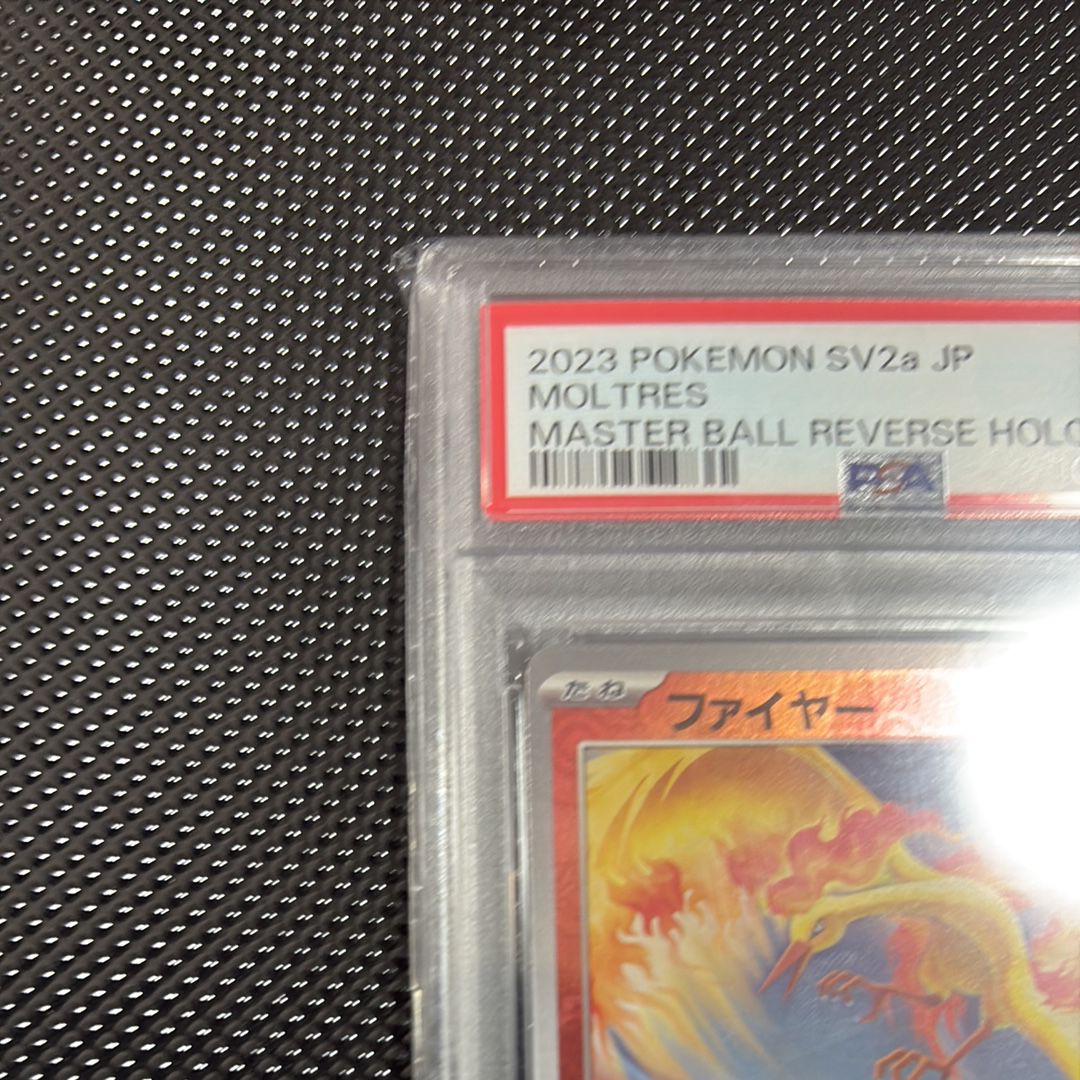 2023 POKEMON SV2a JP
MOLTRES
MASTER BALL REVERSE HOLO
PSA
たね
ファイヤー